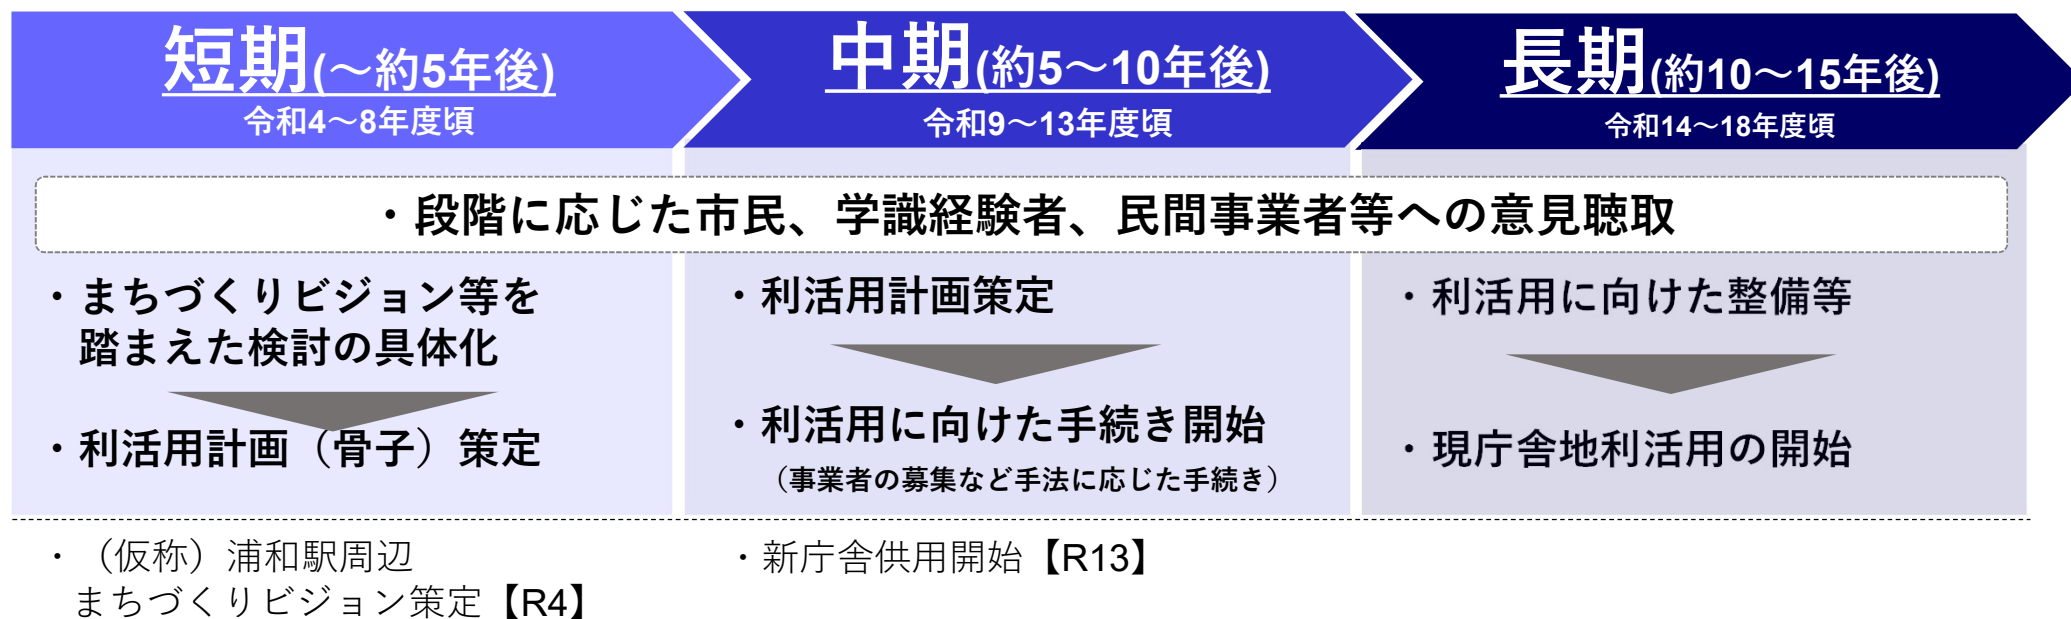 短期(～約5年後)
令和4～8年度頃
中期(約5～10年後)
令和9～13年度頃
長期(約10～15年後)
令和14～18年度頃
・段階に応じた市民、学識経験者、民間事業者等への意見聴取
・まちづくりビジョン等を
踏まえた検討の具体化
・利活用計画（骨子）策定
・利活用計画策定
・利活用に向けた手続き開始
（事業者の募集など手法に応じた手続き）
・利活用に向けた整備等
・現庁舎地利活用の開始
・（仮称）浦和駅周辺
まちづくりビジョン策定【R4】
・新庁舎供用開始【R13】